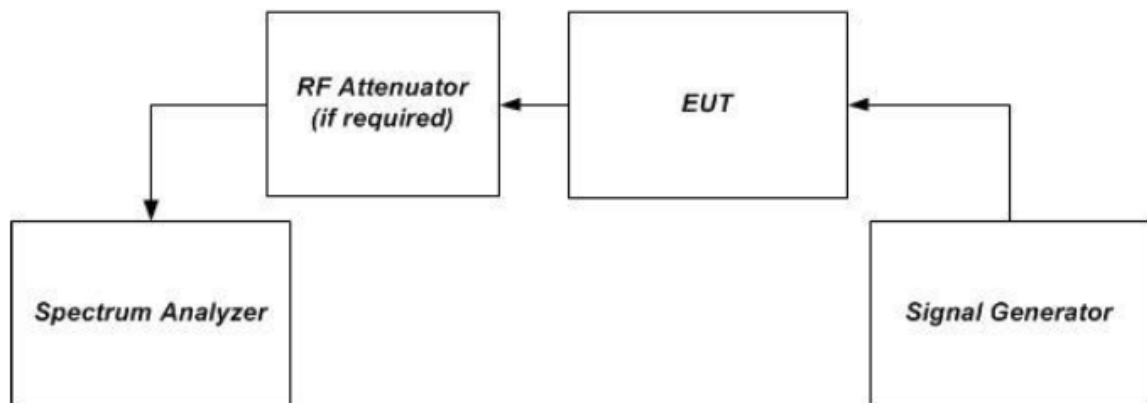 RF Attenuator
(if required)
EUT
Spectrum Analyzer
Signal Generator